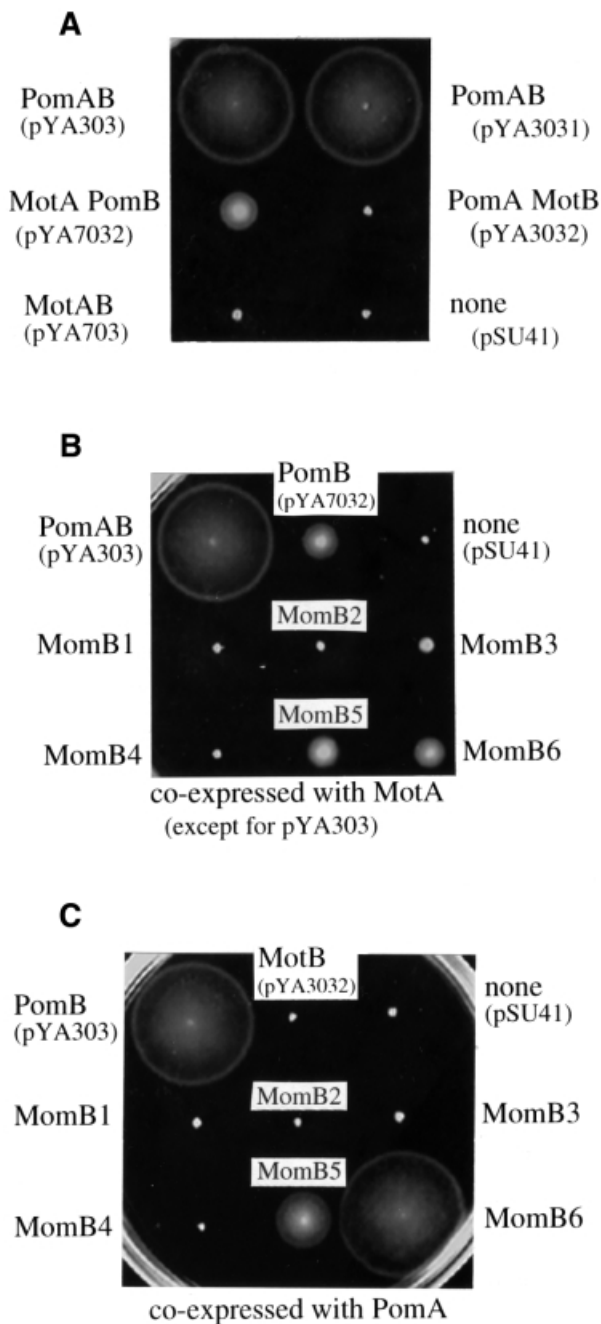 A
PomAB
(pYA303)
PomAB
(pYA3031)
MotA PomB
(pYA7032)
PomA MotB
(pYA3032)
MotAB
(pYA703)
none
(pSU41)
B
PomB
(pYA7032)
PomAB
(pYA303)
none
(pSU41)
MomB1
MomB2
MomB3
MomB4
MomB5
MomB6
co-expressed with MotA
(except for pYA303)
C
MotB
(pYA3032)
PomB
(pYA303)
none
(pSU41)
MomB1
MomB2
MomB3
MomB4
MomB5
MomB6
co-expressed with PomA